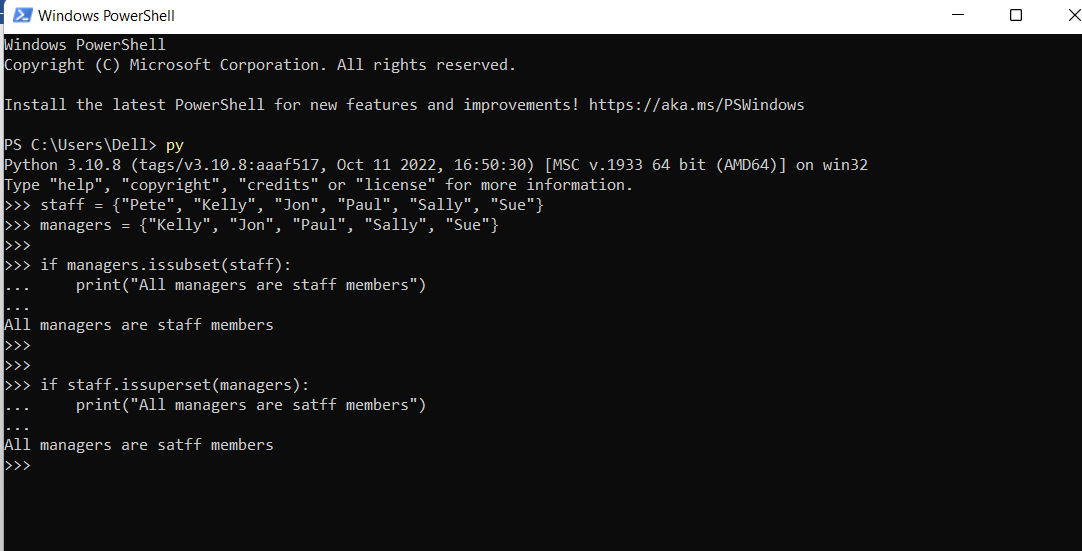 Windows PowerShell
Windows PowerShell
Copyright (C) Microsoft Corporation. All rights reserved.
Install the latest PowerShell for new features and improvements! https://aka.ms/PSWindows
PS C:\Users\Dell> py
Python 3.10.8 (tags/v3.10.8:aaaf517, Oct 11 2022, 16:50:30) [MSC v.1933 64 bit (AMD64)] on win32
Type "help", "copyright", "credits" or "license" for more information.
>>> staff = {"Pete", "Kelly", "Jon", "Paul", "Sally", "Sue"}
>>> managers = {"Kelly", "Jon", "Paul", "Sally", "Sue"}
>>>
>>> if managers.issubset(staff):
...     print("All managers are staff members")
...
All managers are staff members
>>>
>>>
>>> if staff.issuperset(managers):
...     print("All managers are satff members")
...
All managers are satff members
>>>